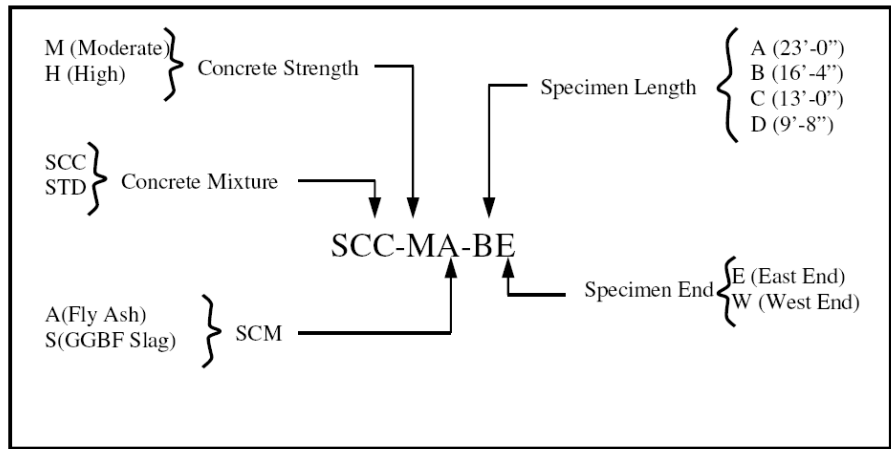 M (Moderate)
H (High)
Concrete Strength
Specimen Length
A (23’-0”)
B (16’-4”)
C (13’-0”)
D (9’-8”)
SCC
STD
Concrete Mixture
SCC-MA-BE
A(Fly Ash)
S(GGBF Slag)
SCM
Specimen End
E (East End)
W (West End)